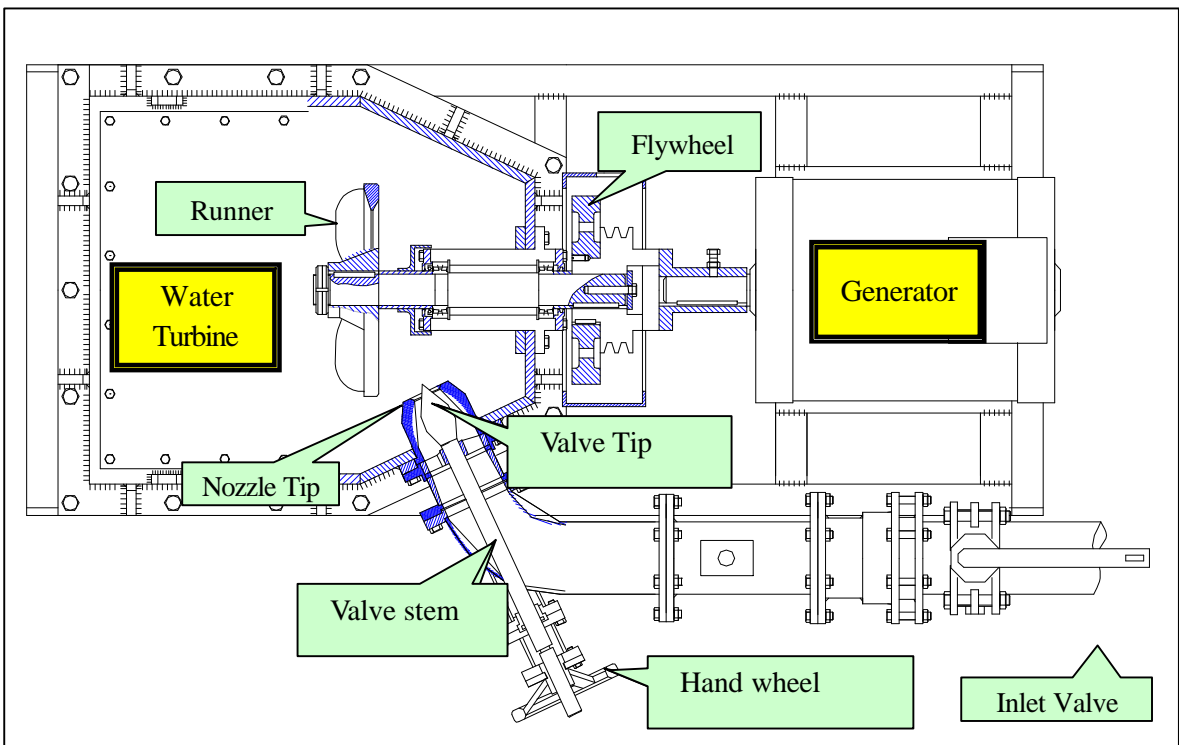 Flywheel
Runner
Water
Turbine
Generator
Valve Tip
Nozzle Tip
Valve stem
Hand wheel
Inlet Valve